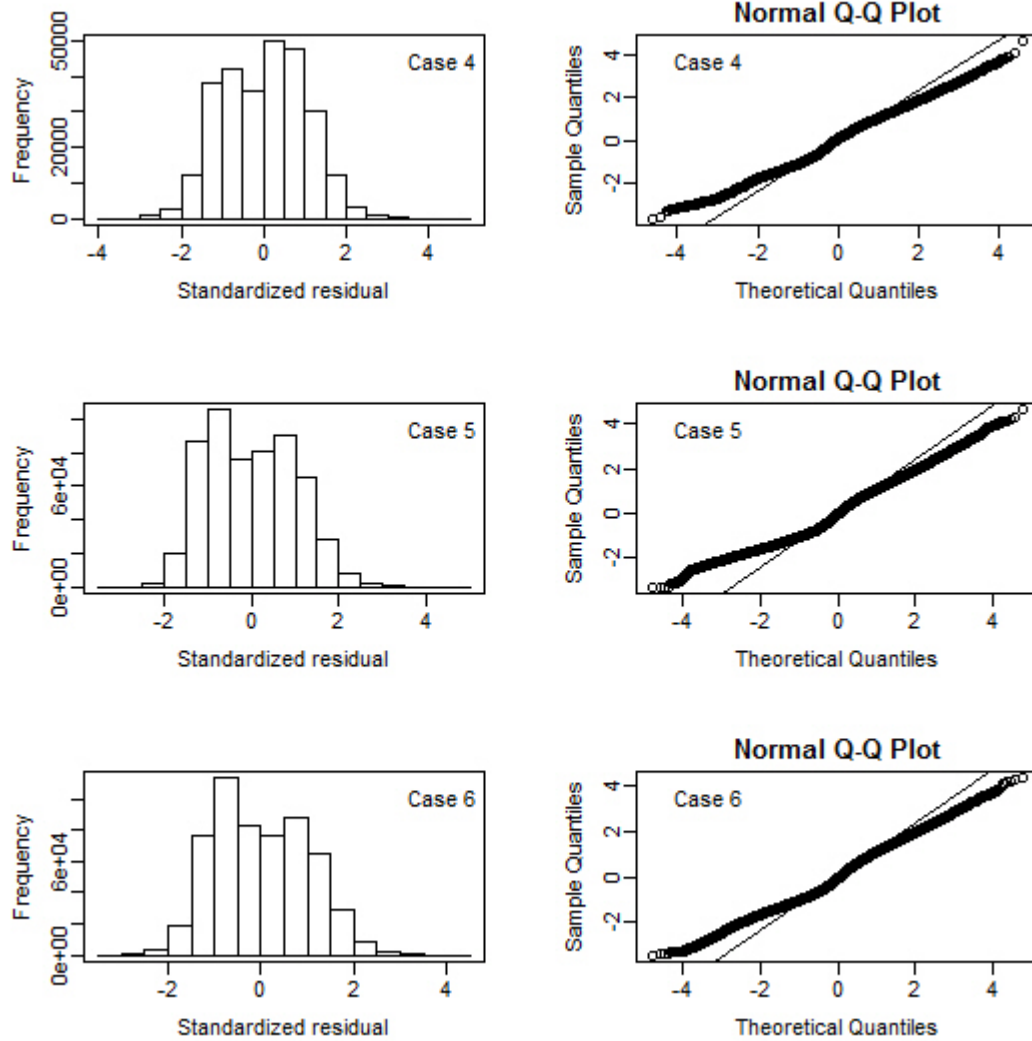 Normal Q-Q Plot
Frequency
0
20000
50000
Case 4
-4
-2
0
2
4
Standardized residual
Sample Quantiles
-2
0
2
4
Case 4
-4
-2
0
2
4
Theoretical Quantiles
Normal Q-Q Plot
Frequency
0e+00
6e+04
Case 5
-2
0
2
4
Standardized residual
Sample Quantiles
-2
0
2
4
Case 5
-4
-2
0
2
4
Theoretical Quantiles
Normal Q-Q Plot
Frequency
0e+00
6e+04
Case 6
-2
0
2
4
Standardized residual
Sample Quantiles
-2
0
2
4
Case 6
-4
-2
0
2
4
Theoretical Quantiles